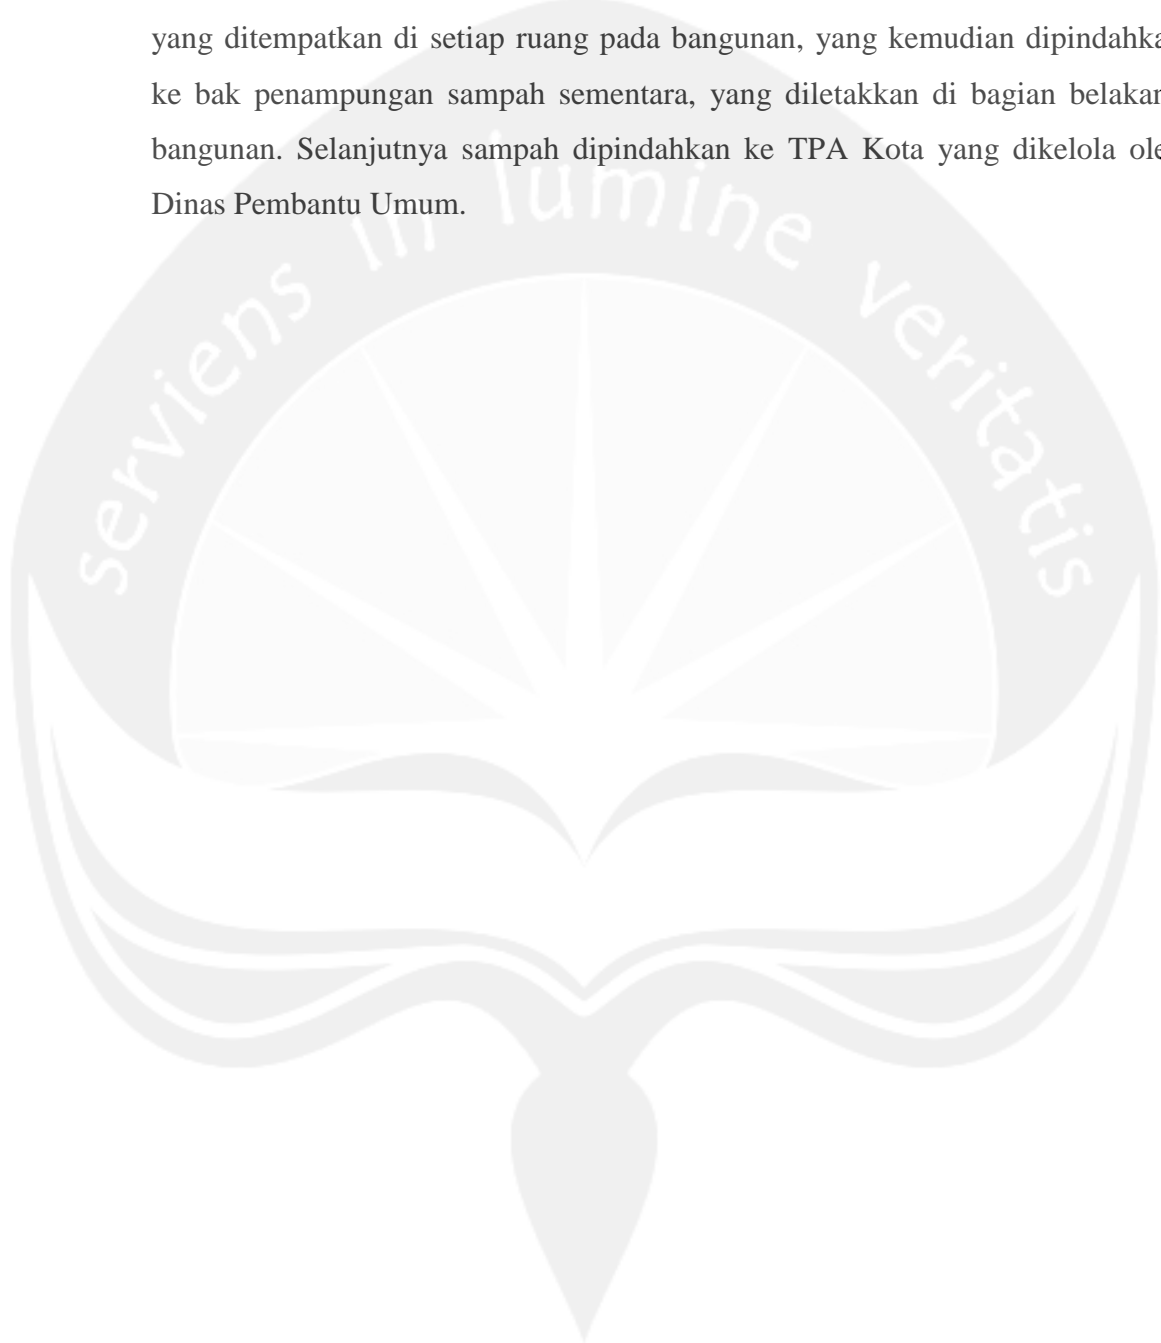 yang ditempatkan di setiap ruang pada bangunan, yang kemudian dipindahka
ke bak penampungan sampah sementara, yang diletakkan di bagian belakan
bangunan. Selanjutnya sampah dipindahkan ke TPA Kota yang dikelola ole
Dinas Pembantu Umum.
serviens in lumine veritatis